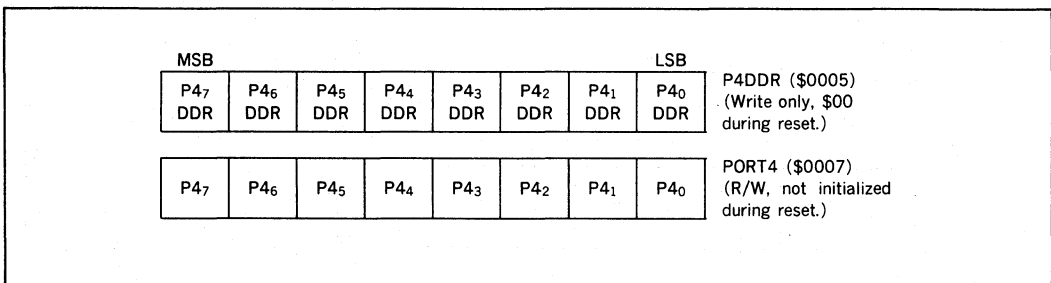 MSB LSB
P4₇ P4₆ P4₅ P4₄ P4₃ P4₂ P4₁ P4₀
DDR DDR DDR DDR DDR DDR DDR DDR
P4DDR ($0005)
(Write only, $00
during reset.)
P4₇ P4₆ P4₅ P4₄ P4₃ P4₂ P4₁ P4₀
PORT4 ($0007)
(R/W, not initialized
during reset.)